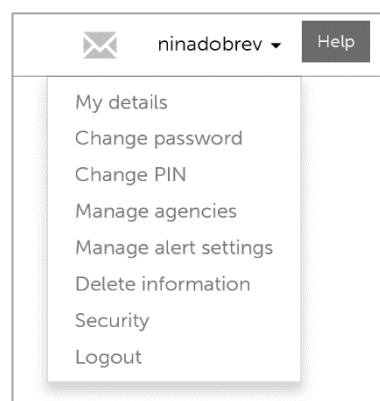 ninadobrev
Help
My details
Change password
Change PIN
Manage agencies
Manage alert settings
Delete information
Security
Logout